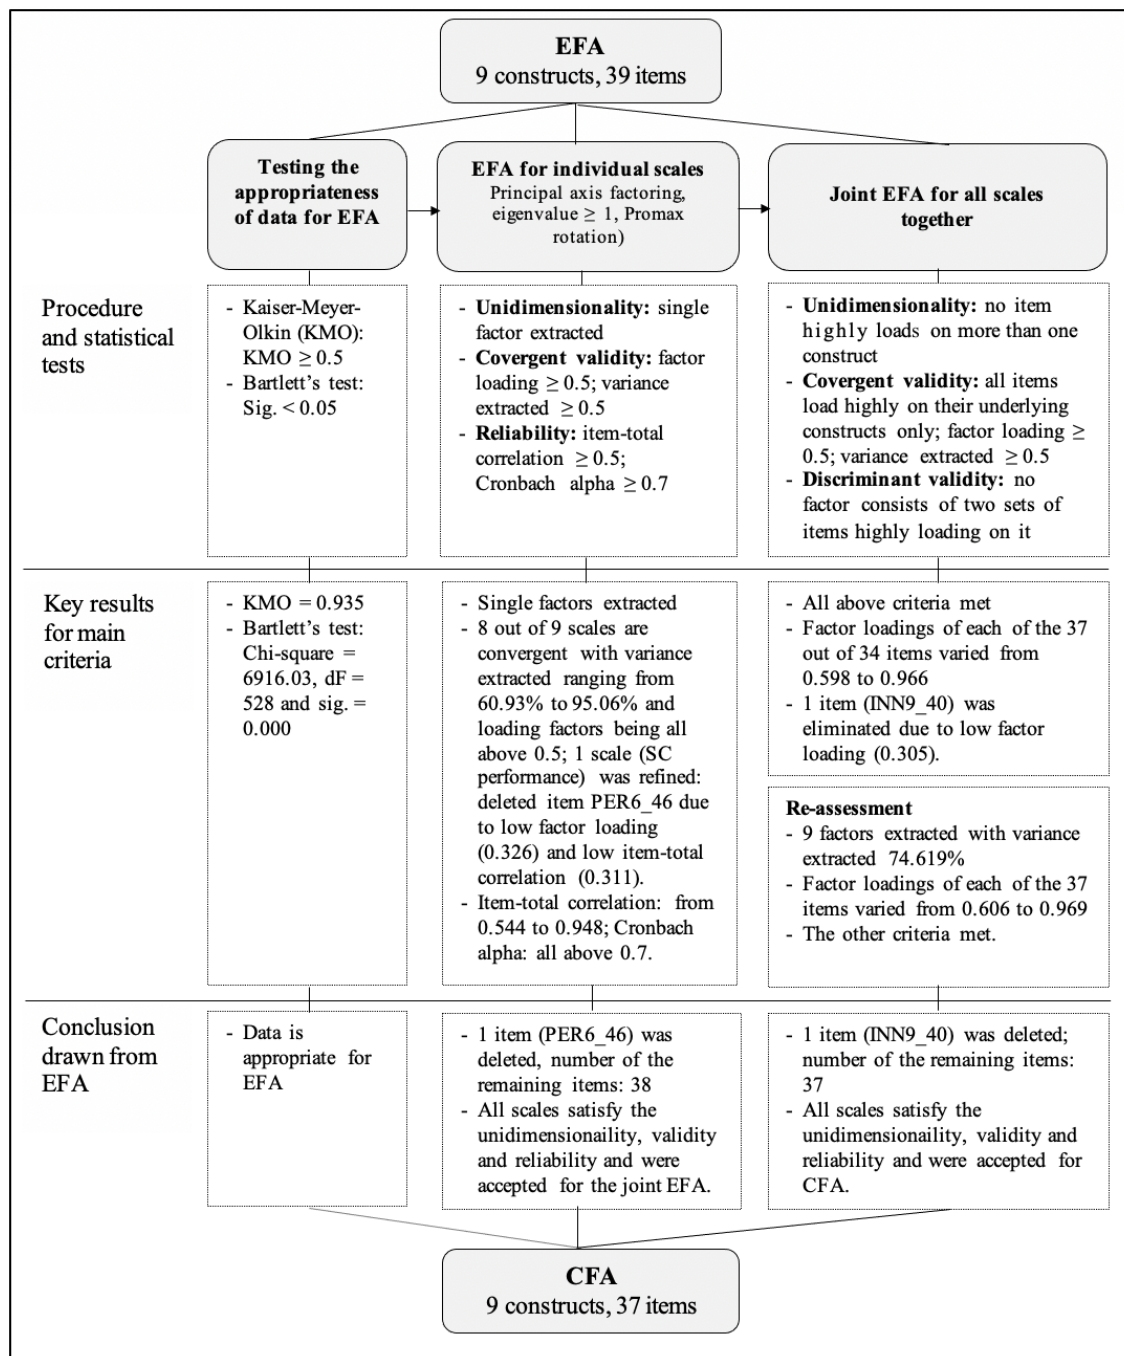 EFA
9 constructs, 39 items
Testing the
appropriateness
of data for EFA
EFA for individual scales
Principal axis factoring,
eigenvalue ≥ 1, Promax
rotation)
Joint EFA for all scales
together
Procedure
and statistical
tests
- Kaiser-Meyer-
Olkin (KMO):
KMO ≥ 0.5
- Bartlett's test:
Sig. < 0.05
- Unidimensionality: single
factor extracted
- Covergent validity: factor
loading ≥ 0.5; variance
extracted ≥ 0.5
- Reliability: item-total
correlation ≥ 0.5;
Cronbach alpha ≥ 0.7
- Unidimensionality: no item
highly loads on more than one
construct
- Covergent validity: all items
load highly on their underlying
constructs only; factor loading ≥
0.5; variance extracted ≥ 0.5
- Discriminant validity: no
factor consists of two sets of
items highly loading on it
Key results
for main
criteria
- KMO = 0.935
- Bartlett's test:
Chi-square =
6916.03, dF =
528 and sig. =
0.000
- Single factors extracted
- 8 out of 9 scales are
convergent with variance
extracted ranging from
60.93% to 95.06% and
loading factors being all
above 0.5; 1 scale (SC
performance) was refined:
deleted item PER6_46 due
to low factor loading
(0.326) and low item-total
correlation (0.311).
- Item-total correlation: from
0.544 to 0.948; Cronbach
alpha: all above 0.7.
- All above criteria met
- Factor loadings of each of the 37
out of 34 items varied from
0.598 to 0.966
- 1 item (INN9_40) was
eliminated due to low factor
loading (0.305).
Re-assessment
- 9 factors extracted with variance
extracted 74.619%
- Factor loadings of each of the 37
items varied from 0.606 to 0.969
- The other criteria met.
Conclusion
drawn from
EFA
- Data is
appropriate for
EFA
- 1 item (PER6_46) was
deleted, number of the
remaining items: 38
- All scales satisfy the
unidimensionaility, validity
and reliability and were
accepted for the joint EFA.
- 1 item (INN9_40) was deleted;
number of the remaining items:
37
- All scales satisfy the
unidimensionaility, validity and
reliability and were accepted for
CFA.
CFA
9 constructs, 37 items